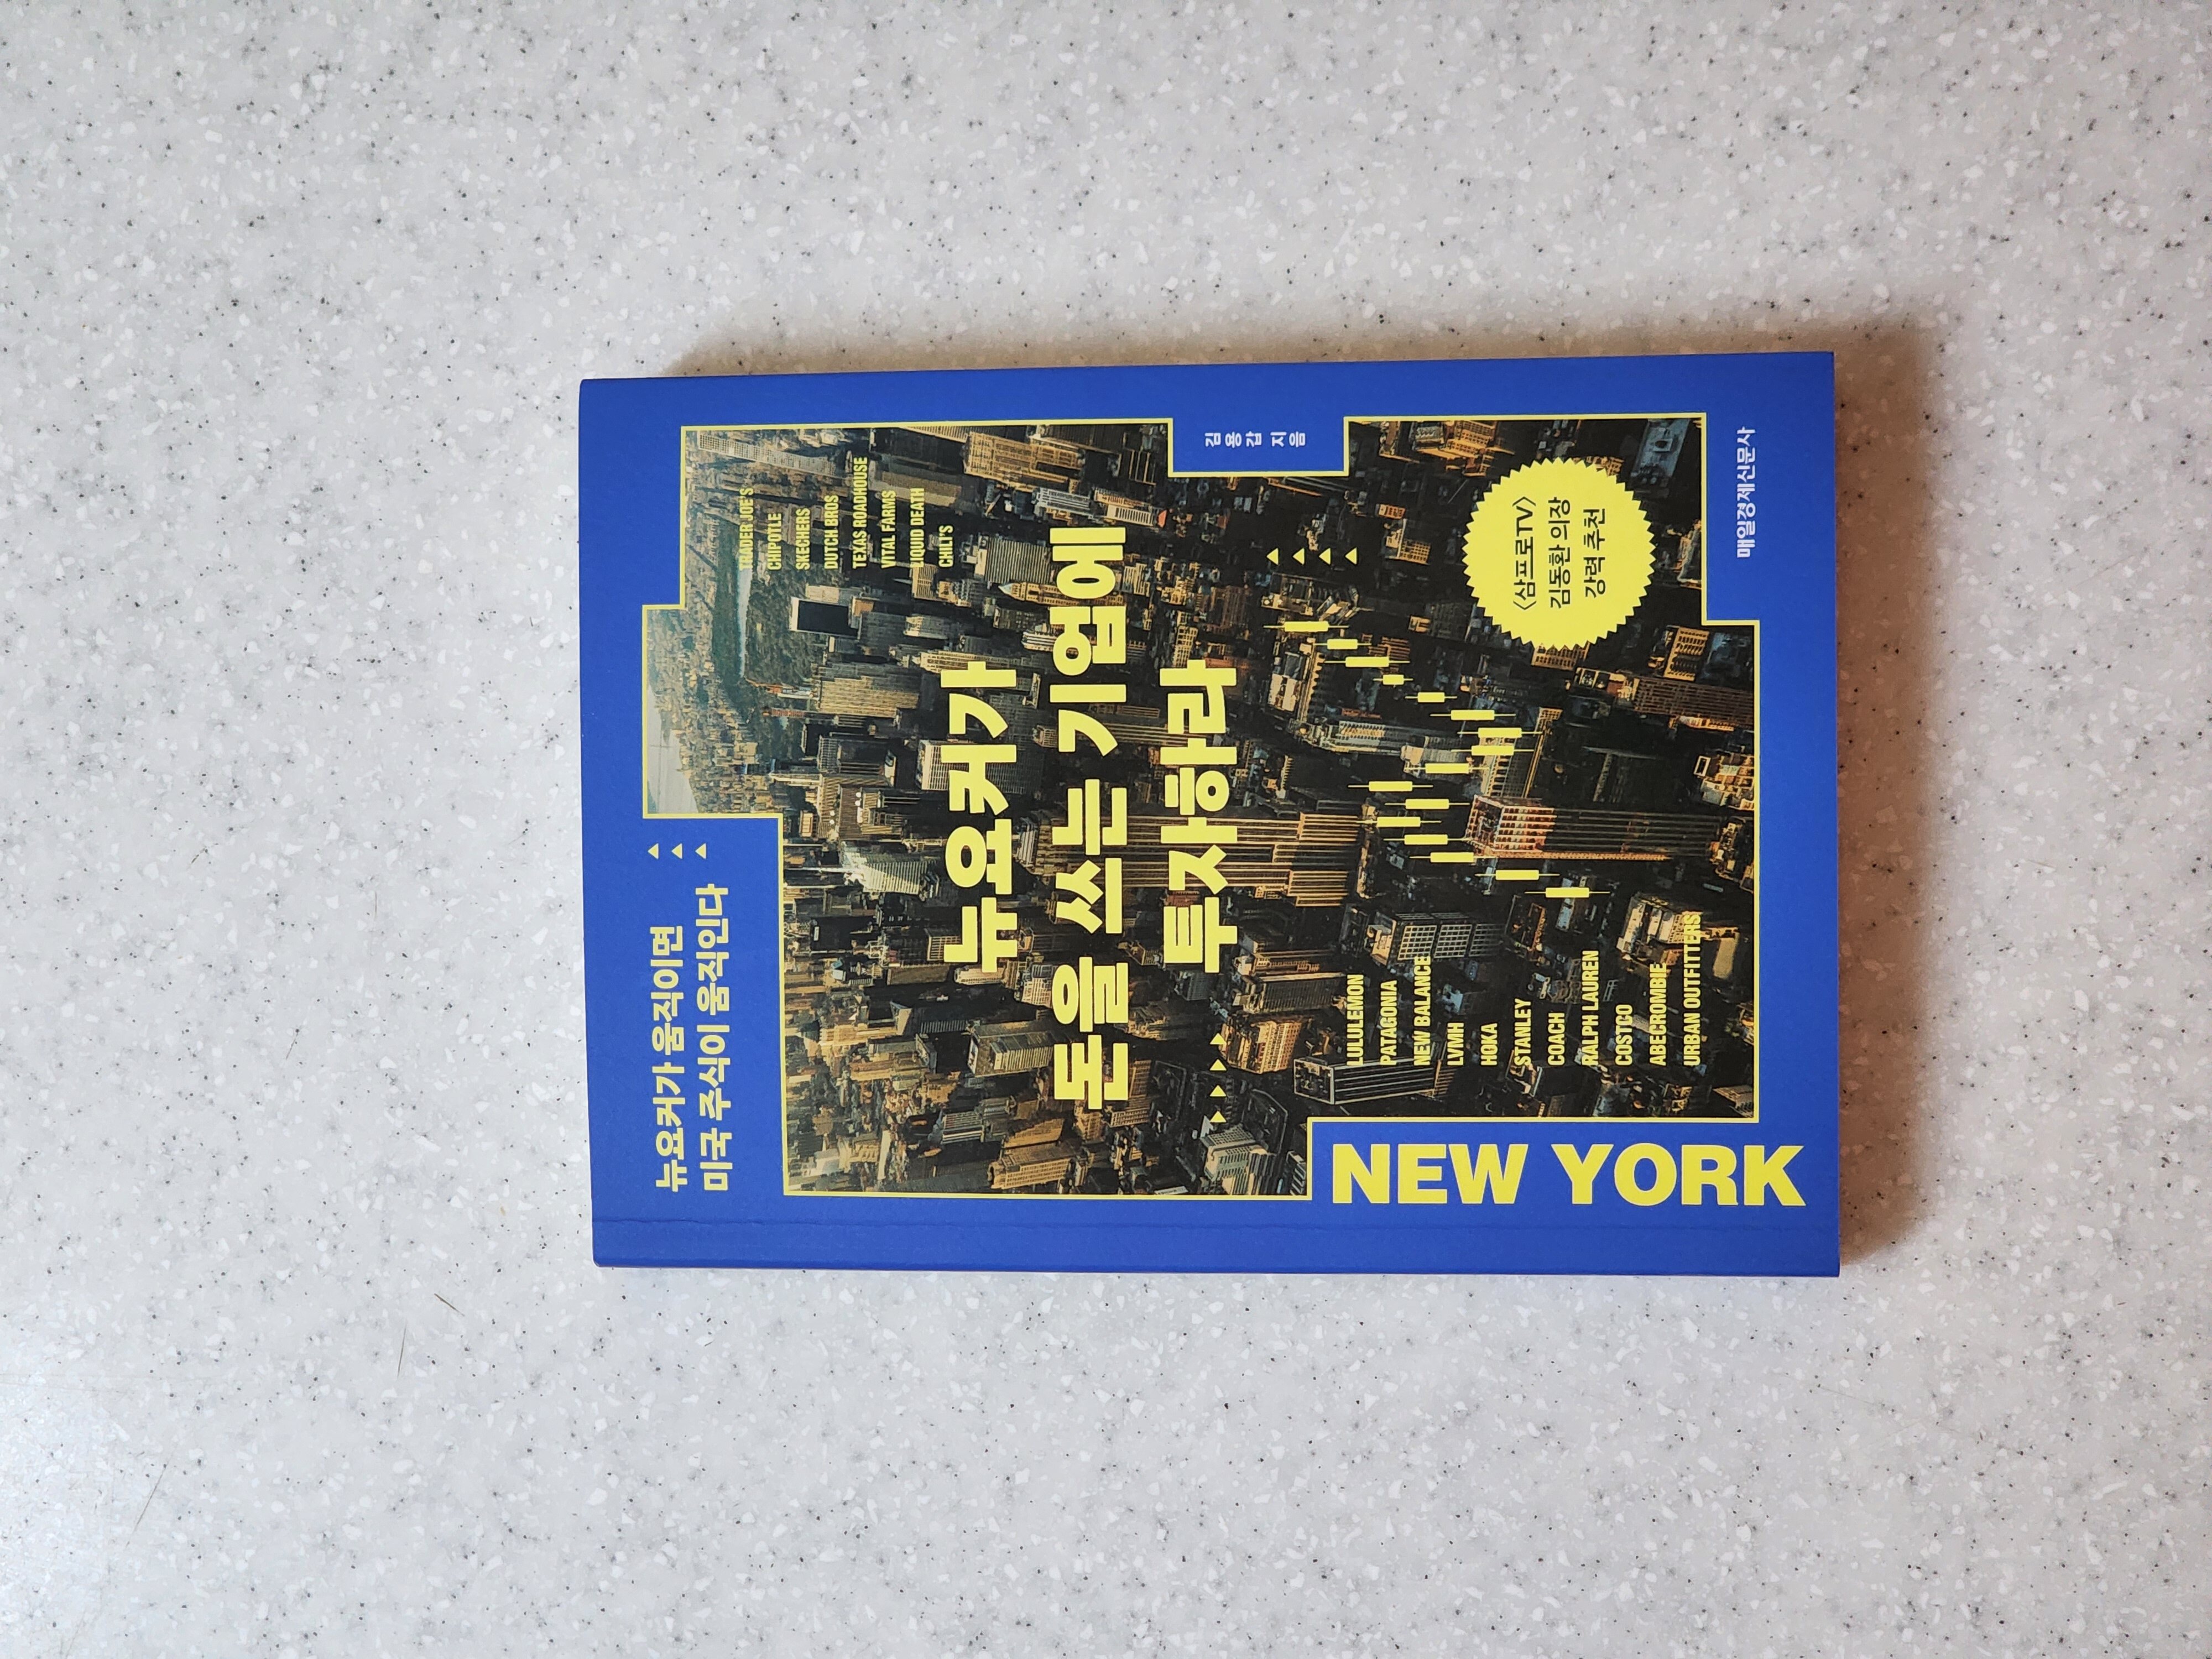 뉴요커가 움직이면
미국 주식이 움직인다
TRADER JOE'S
CHIPOTLE
SKECHERS
DUTCH BROS
TEXAS ROADHOUSE
VITAL FARMS
LIQUID DEATH
CHILI'S
뉴요커가
돈을 쓰는 기업에
투자하라
김용갑 지음
LULULEMON
PATAGONIA
NEW BALANCE
LVMH
HOKA
STANLEY
COACH
RALPH LAUREN
COSTCO
ABECROMBIE
URBAN OUTFITTERS
〈삼프로TV〉
김동환 의장
강력 추천
NEW YORK
매일경제신문사